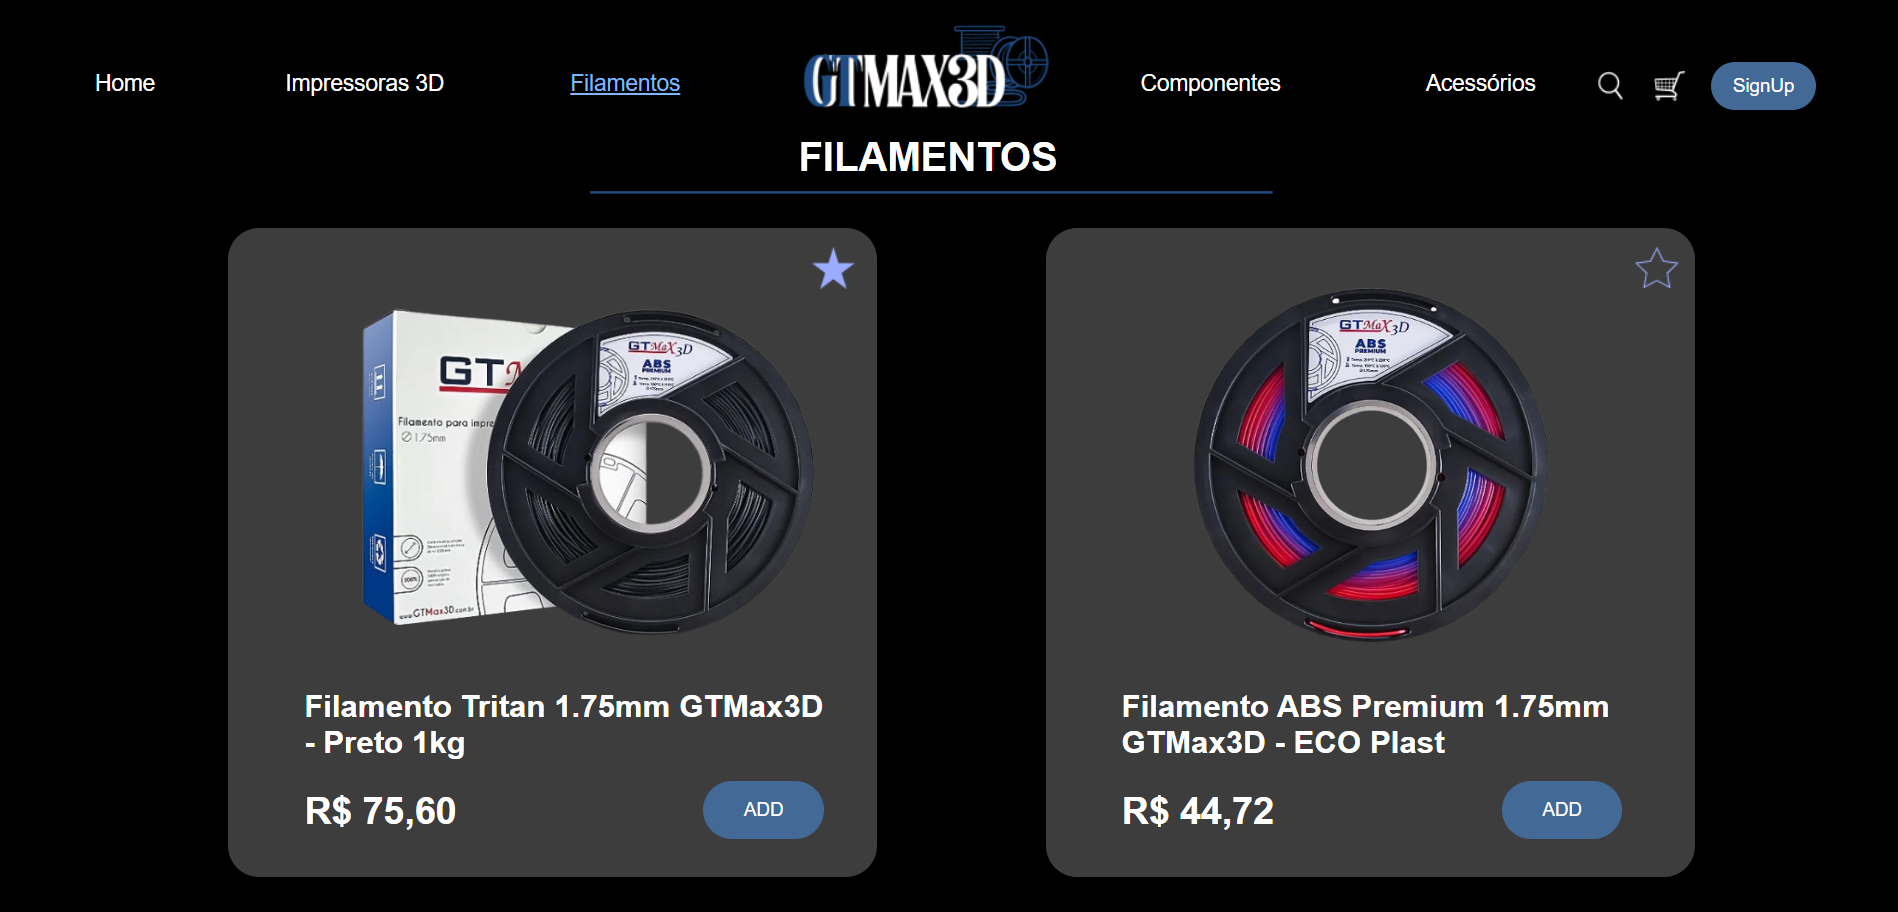 Home
Impressoras 3D
Filamentos
GTMAX3D
Componentes
Acessórios
SignUp
FILAMENTOS
GT
Filamento para impre
1.75mm
www.GTMax3D.com.br
GTMaX3D
ABS
PREMIUM
GTMaX3D
ABS
PREMIUM
Filamento Tritan 1.75mm GTMax3D
- Preto 1kg
R$ 75,60
ADD
Filamento ABS Premium 1.75mm
GTMax3D - ECO Plast
R$ 44,72
ADD